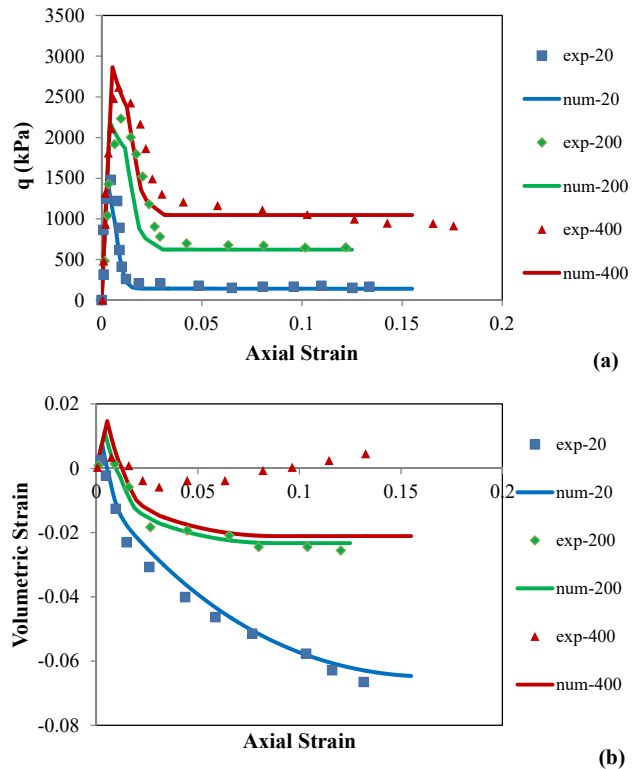 4000
3500
3000
2500
2000
1500
1000
500
0
q (kPa)
0
0.05
0.1
0.15
0.2
Axial Strain
exp-20
num-20
exp-200
num-200
exp-400
num-400
(a)
0.02
0
-0.02
-0.04
-0.06
-0.08
Volumetric Strain
0
0.05
0.1
0.15
0.2
Axial Strain
exp-20
num-20
exp-200
num-200
exp-400
num-400
(b)